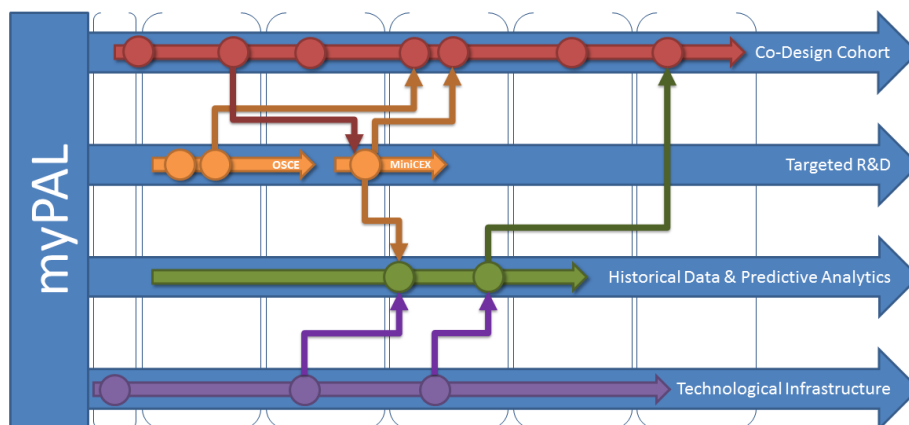 myPAL
Co-Design Cohort
OSCE
MiniCEX
Targeted R&D
Historical Data & Predictive Analytics
Technological Infrastructure